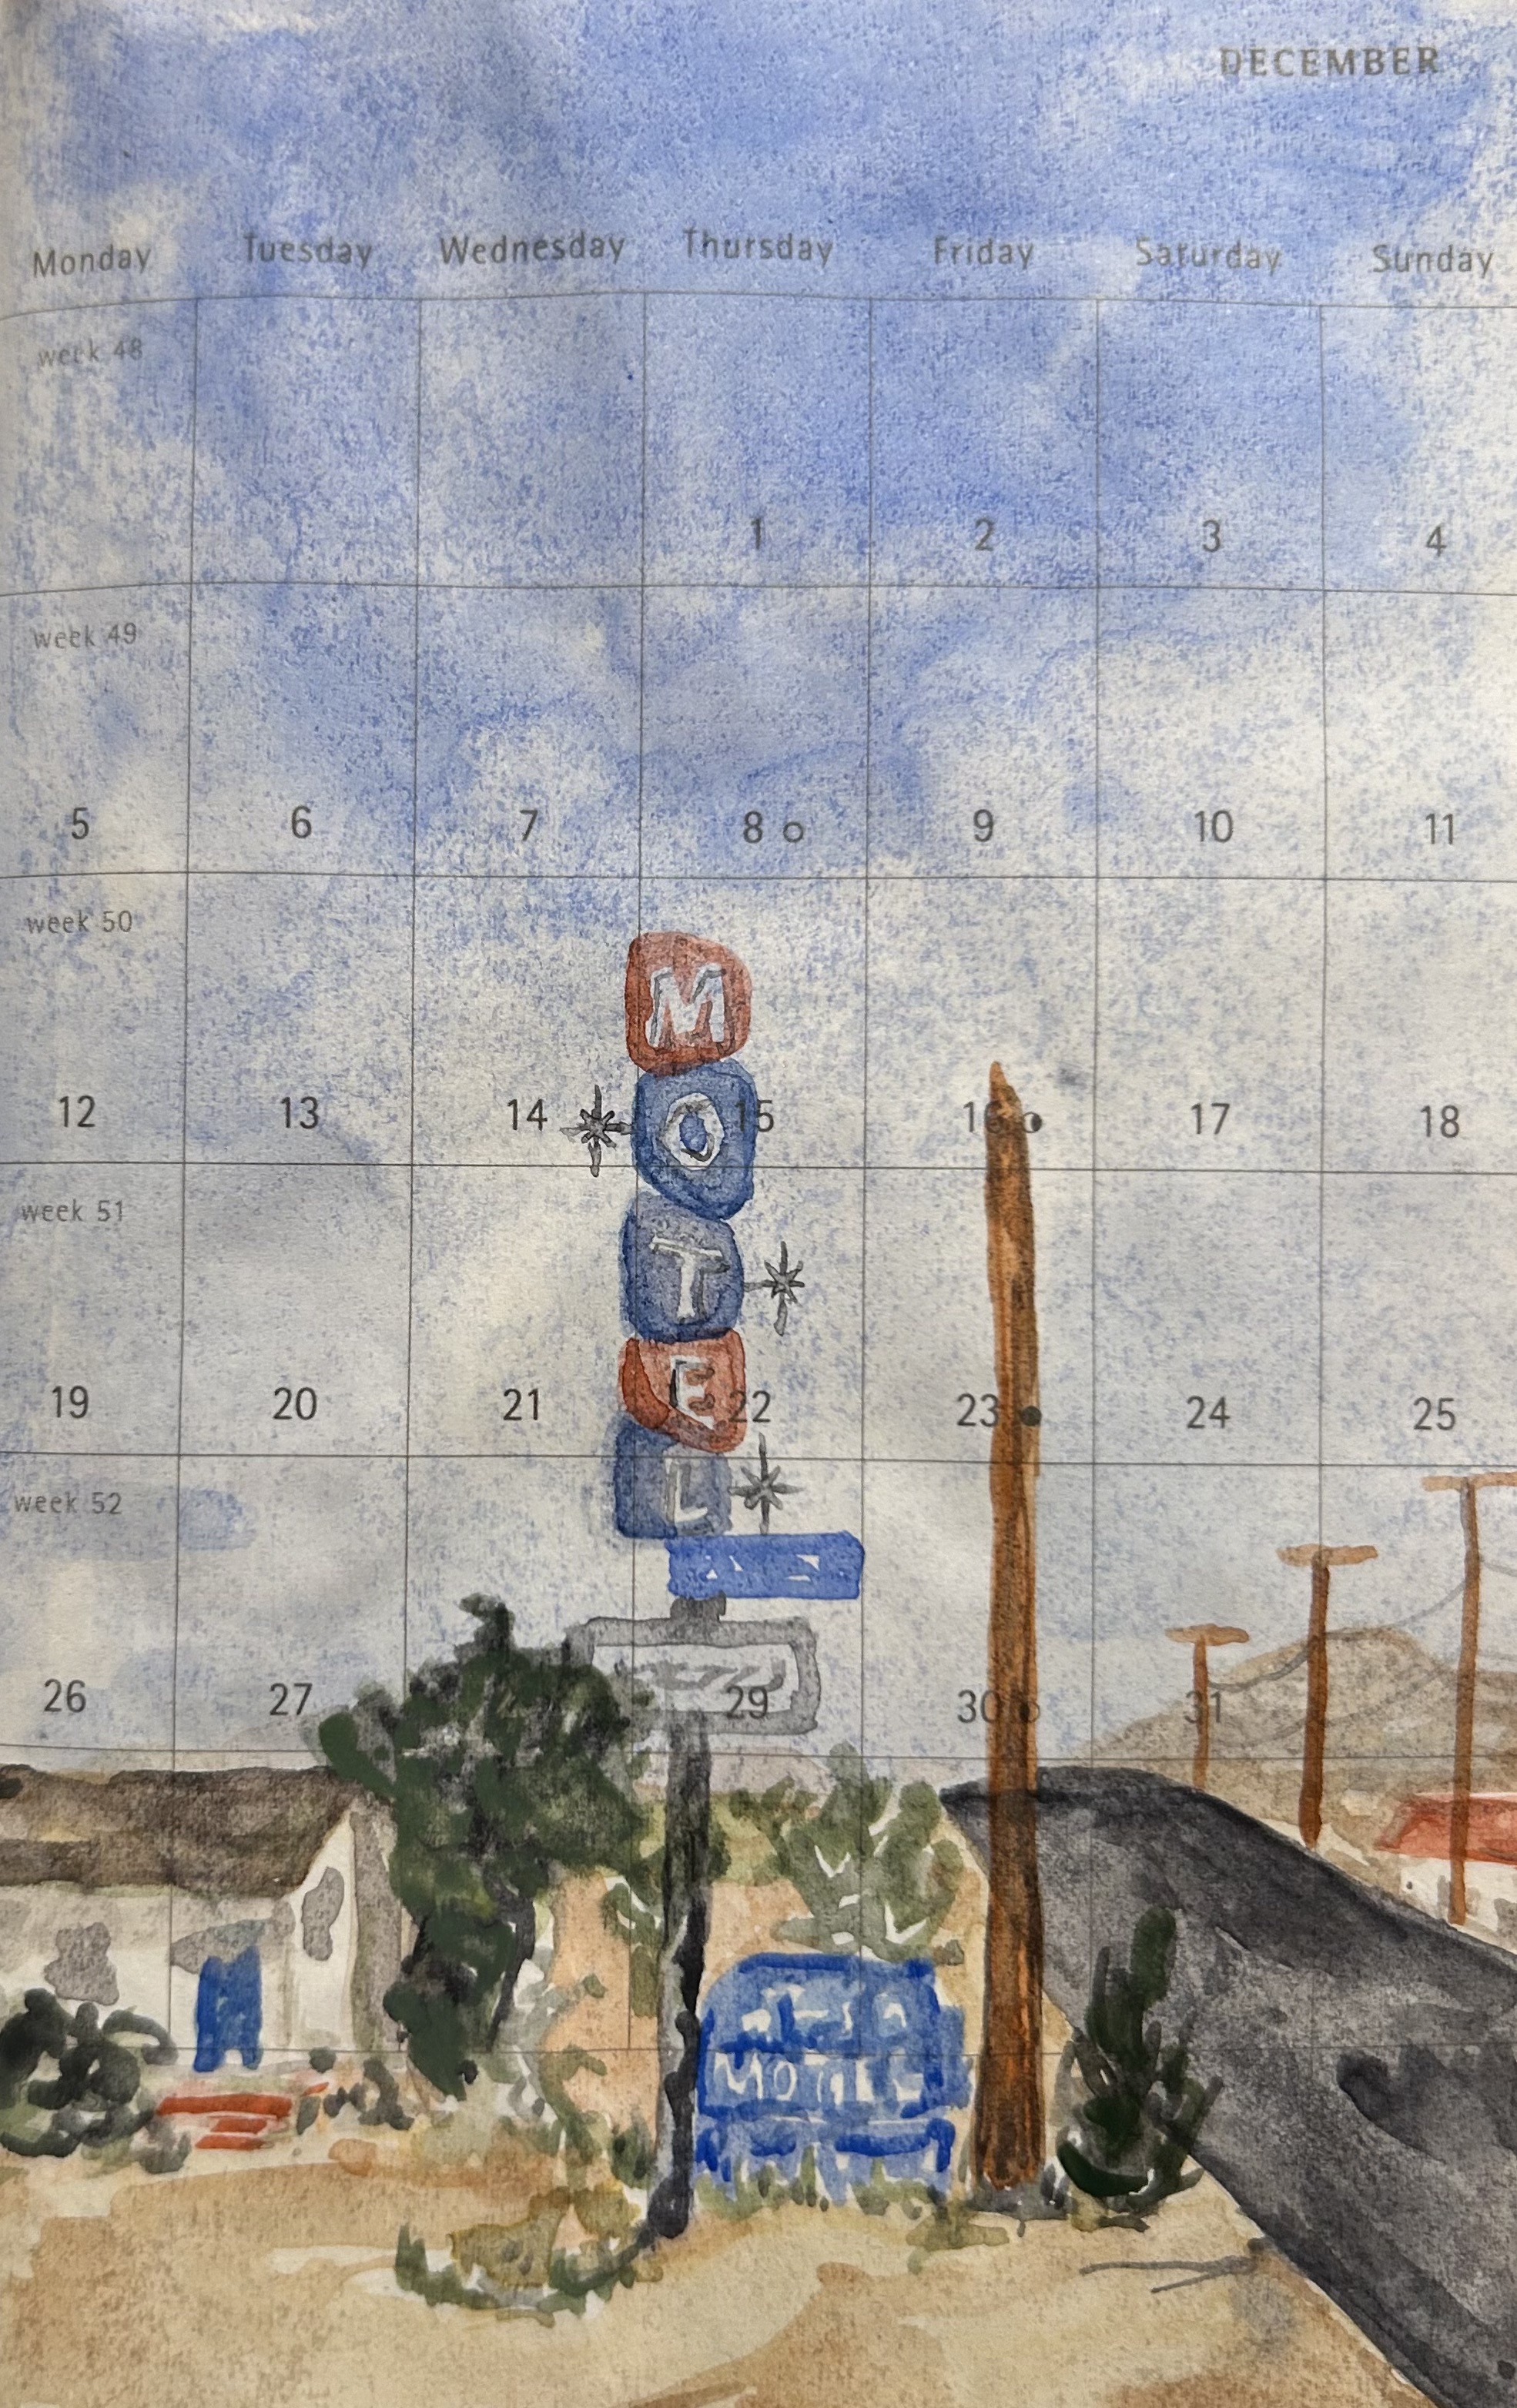 DECEMBER
Monday Tuesday Wednesday Thursday Friday Saturday Sunday
week 48
1 2 3 4
week 49
5 6 7 8 9 10 11
week 50
M
12 13 14 O 15 16 17 18
week 51
T
19 20 21 E 22 23 24 25
week 52
L
26 27 29 30 31
MOTEL